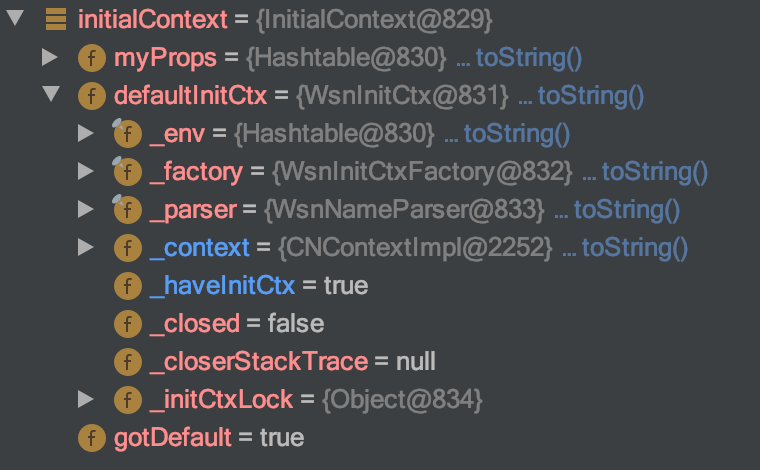 initialContext = {InitialContext@829}
f myProps = {Hashtable@830} ... toString()
f defaultInitCtx = {WsnInitCtx@831} ... toString()
f _env = {Hashtable@830} ... toString()
f _factory = {WsnInitCtxFactory@832} ... toString()
f _parser = {WsnNameParser@833} ... toString()
f _context = {CNContextImpl@2252} ... toString()
f _haveInitCtx = true
f _closed = false
f _closerStackTrace = null
f _initCtxLock = {Object@834}
f gotDefault = true